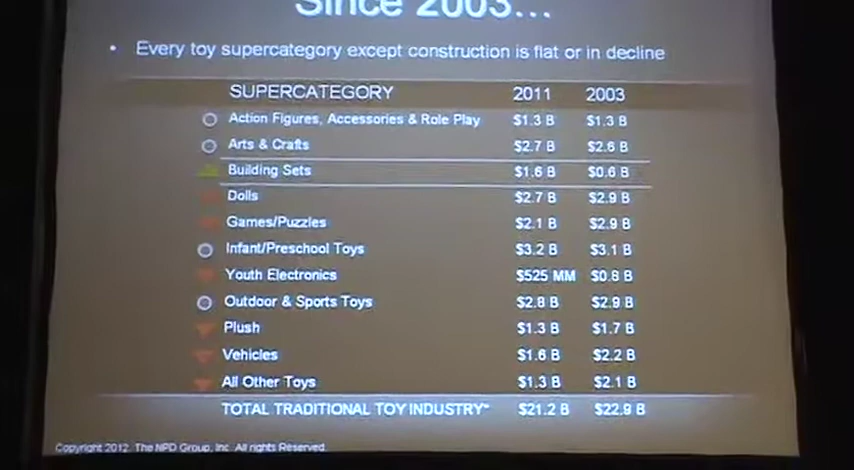 Since 2003...
• Every toy supercategory except construction is flat or in decline
SUPERCATEGORY 2011 2003
Action Figures, Accessories & Role Play $1.3 B $1.3 B
Arts & Crafts $2.7 B $2.6 B
Building Sets $1.6 B $0.6 B
Dolls $2.7 B $2.9 B
Games/Puzzles $2.1 B $2.9 B
Infant/Preschool Toys $3.2 B $3.1 B
Youth Electronics $525 MM $0.8 B
Outdoor & Sports Toys $2.8 B $2.9 B
Plush $1.3 B $1.7 B
Vehicles $1.6 B $2.2 B
All Other Toys $1.3 B $2.1 B
TOTAL TRADITIONAL TOY INDUSTRY* $21.2 B $22.9 B
Copyright 2012. The NPD Group, Inc. All rights Reserved.